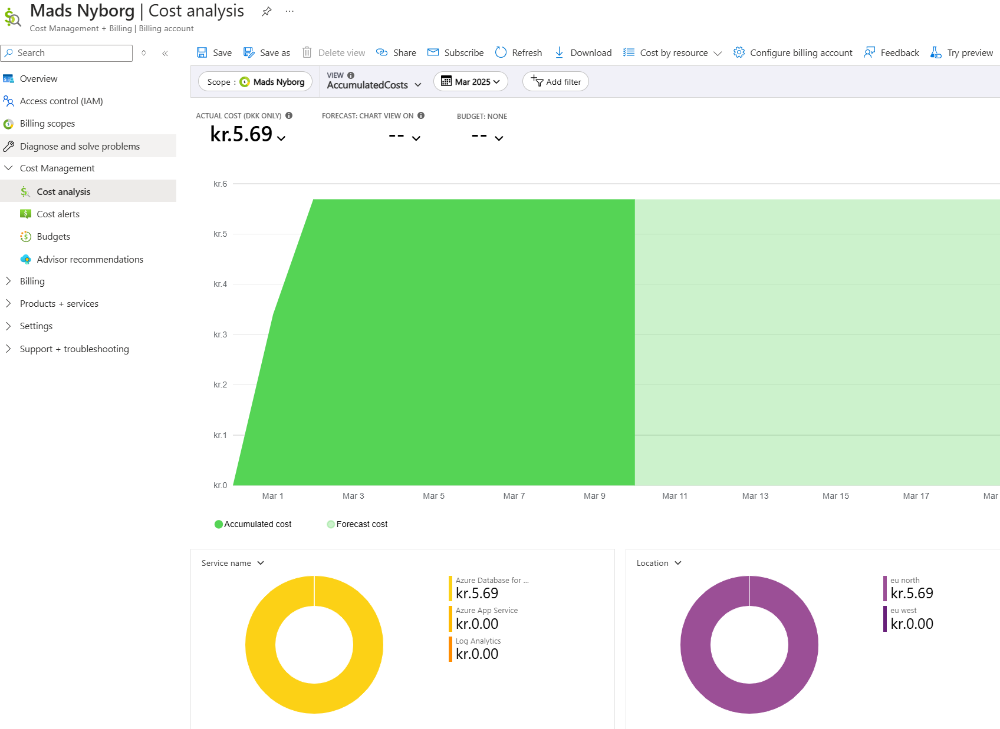 Mads Nyborg | Cost analysis ...
Cost Management + Billing | Billing account
Search
Save
Save as
Delete view
Share
Subscribe
Refresh
Download
Cost by resource
Configure billing account
Feedback
Try preview
Overview
Access control (IAM)
Billing scopes
Diagnose and solve problems
Cost Management
Cost analysis
Cost alerts
Budgets
Advisor recommendations
Billing
Products + services
Settings
Support + troubleshooting
Scope : Mads Nyborg
VIEW
AccumulatedCosts
Mar 2025
Add filter
ACTUAL COST (DKK ONLY)
kr.5.69
FORECAST: CHART VIEW ON
--
BUDGET: NONE
--
kr.6
kr.5
kr.4
kr.3
kr.2
kr.1
kr.0
Mar 1
Mar 3
Mar 5
Mar 7
Mar 9
Mar 11
Mar 13
Mar 15
Mar 17
Mar
Accumulated cost
Forecast cost
Service name
Azure Database for ...
kr.5.69
Azure App Service
kr.0.00
Log Analytics
kr.0.00
Location
eu north
kr.5.69
eu west
kr.0.00